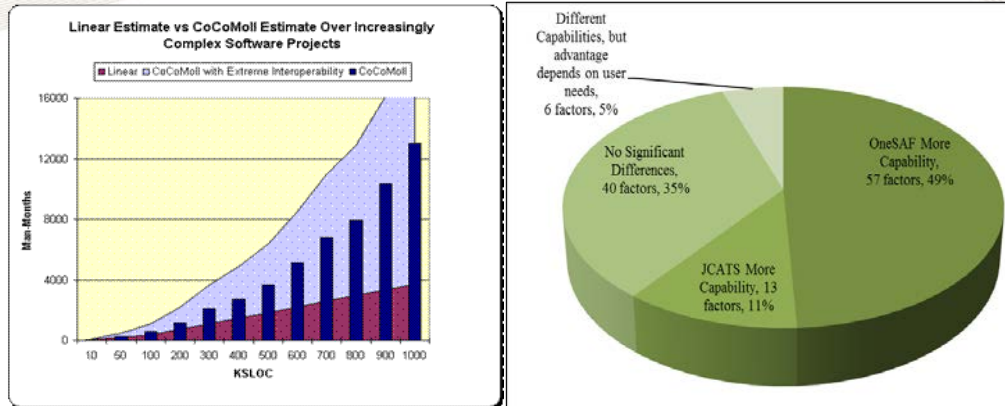 Linear Estimate vs CoCoMoII Estimate Over Increasingly
Complex Software Projects
Linear CoCoMoII with Extreme Interoperability CoCoMoII
16000
12000
8000
4000
0
Man-Months
10 50 100 200 300 400 500 600 700 800 900 1000
KSLOC
Different
Capabilities, but
advantage
depends on user
needs,
6 factors, 5%
OneSAF More
Capability,
57 factors, 49%
No Significant
Differences,
40 factors, 35%
JCATS More
Capability, 13
factors, 11%